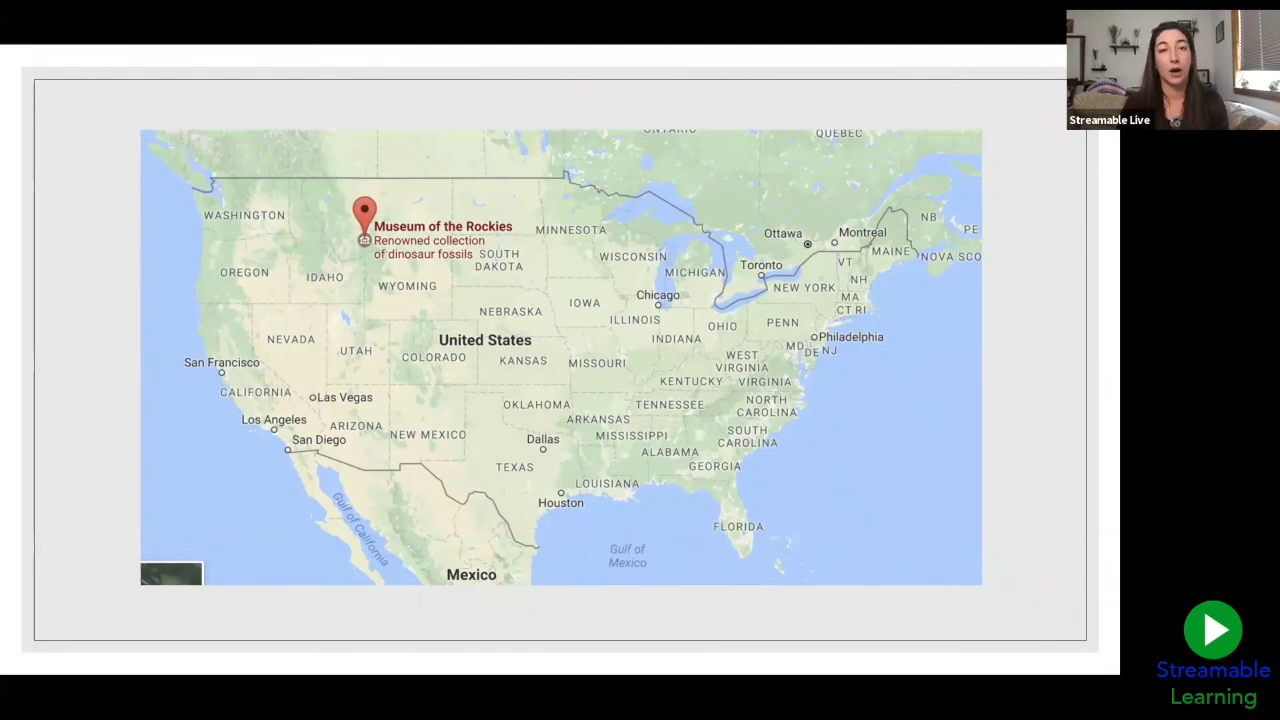 Streamable Live
ONTARIO
QUEBEC
WASHINGTON
Museum of the Rockies
Renowned collection
of dinosaur fossils
MINNESOTA
NB
PE
Ottawa
Montreal
MAINE
NOVA SCO
OREGON
IDAHO
SOUTH
DAKOTA
WISCONSIN
MICHIGAN
Toronto
VT
NH
WYOMING
NEW YORK
MA
CT RI
IOWA
Chicago
NEBRASKA
ILLINOIS
OHIO
PENN
NEVADA
United States
INDIANA
Philadelphia
MD
DE
NJ
UTAH
COLORADO
KANSAS
MISSOURI
WEST
VIRGINIA
San Francisco
KENTUCKY
VIRGINIA
CALIFORNIA
Las Vegas
OKLAHOMA
TENNESSEE
NORTH
CAROLINA
Los Angeles
ARIZONA
NEW MEXICO
ARKANSAS
MISSISSIPPI
SOUTH
CAROLINA
San Diego
Dallas
ALABAMA
TEXAS
GEORGIA
LOUISIANA
Houston
Gulf of California
FLORIDA
Gulf of
Mexico
Mexico
Streamable
Learning